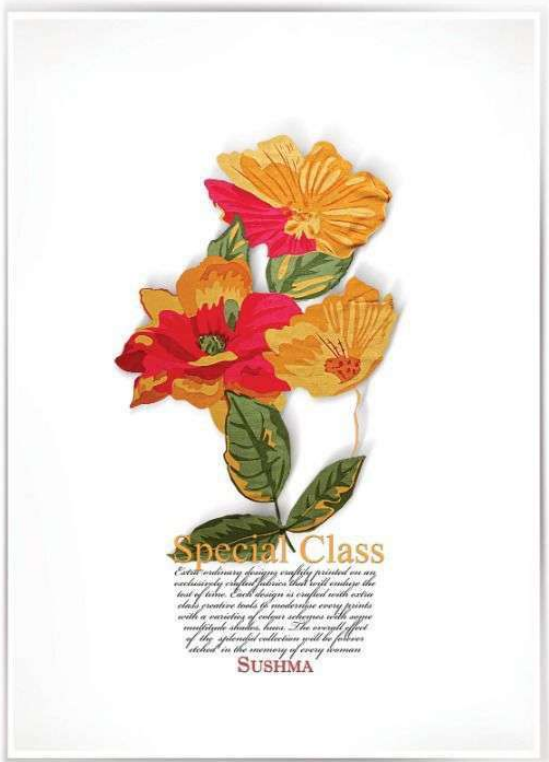 Special Class
Extra ordinary designs craftily printed on an
exclusively crafted fabrics that will endure the
test of time. Each design is crafted with extra
class creative tools to modernise every prints
with a varieties of colour schemes with same
multitude shades, hues. The overall effect
of the splendid collection will be forever
etched in the memory of every woman
SUSHMA